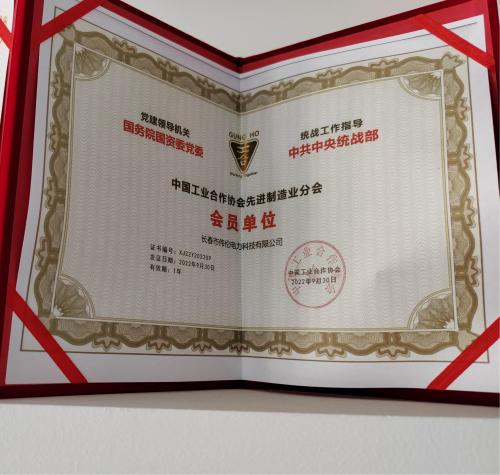 党建领导机关
国务院国资委党委
GUNG HO
统战工作指导
中共中央统战部
中国工业合作协会先进制造业分会
会员单位
长春市伟伦电力科技有限公司
证书编号：XJZZY202209
发证日期：2022年9月30日
有效期：1年
中国工业合作协会
2022年9月30日